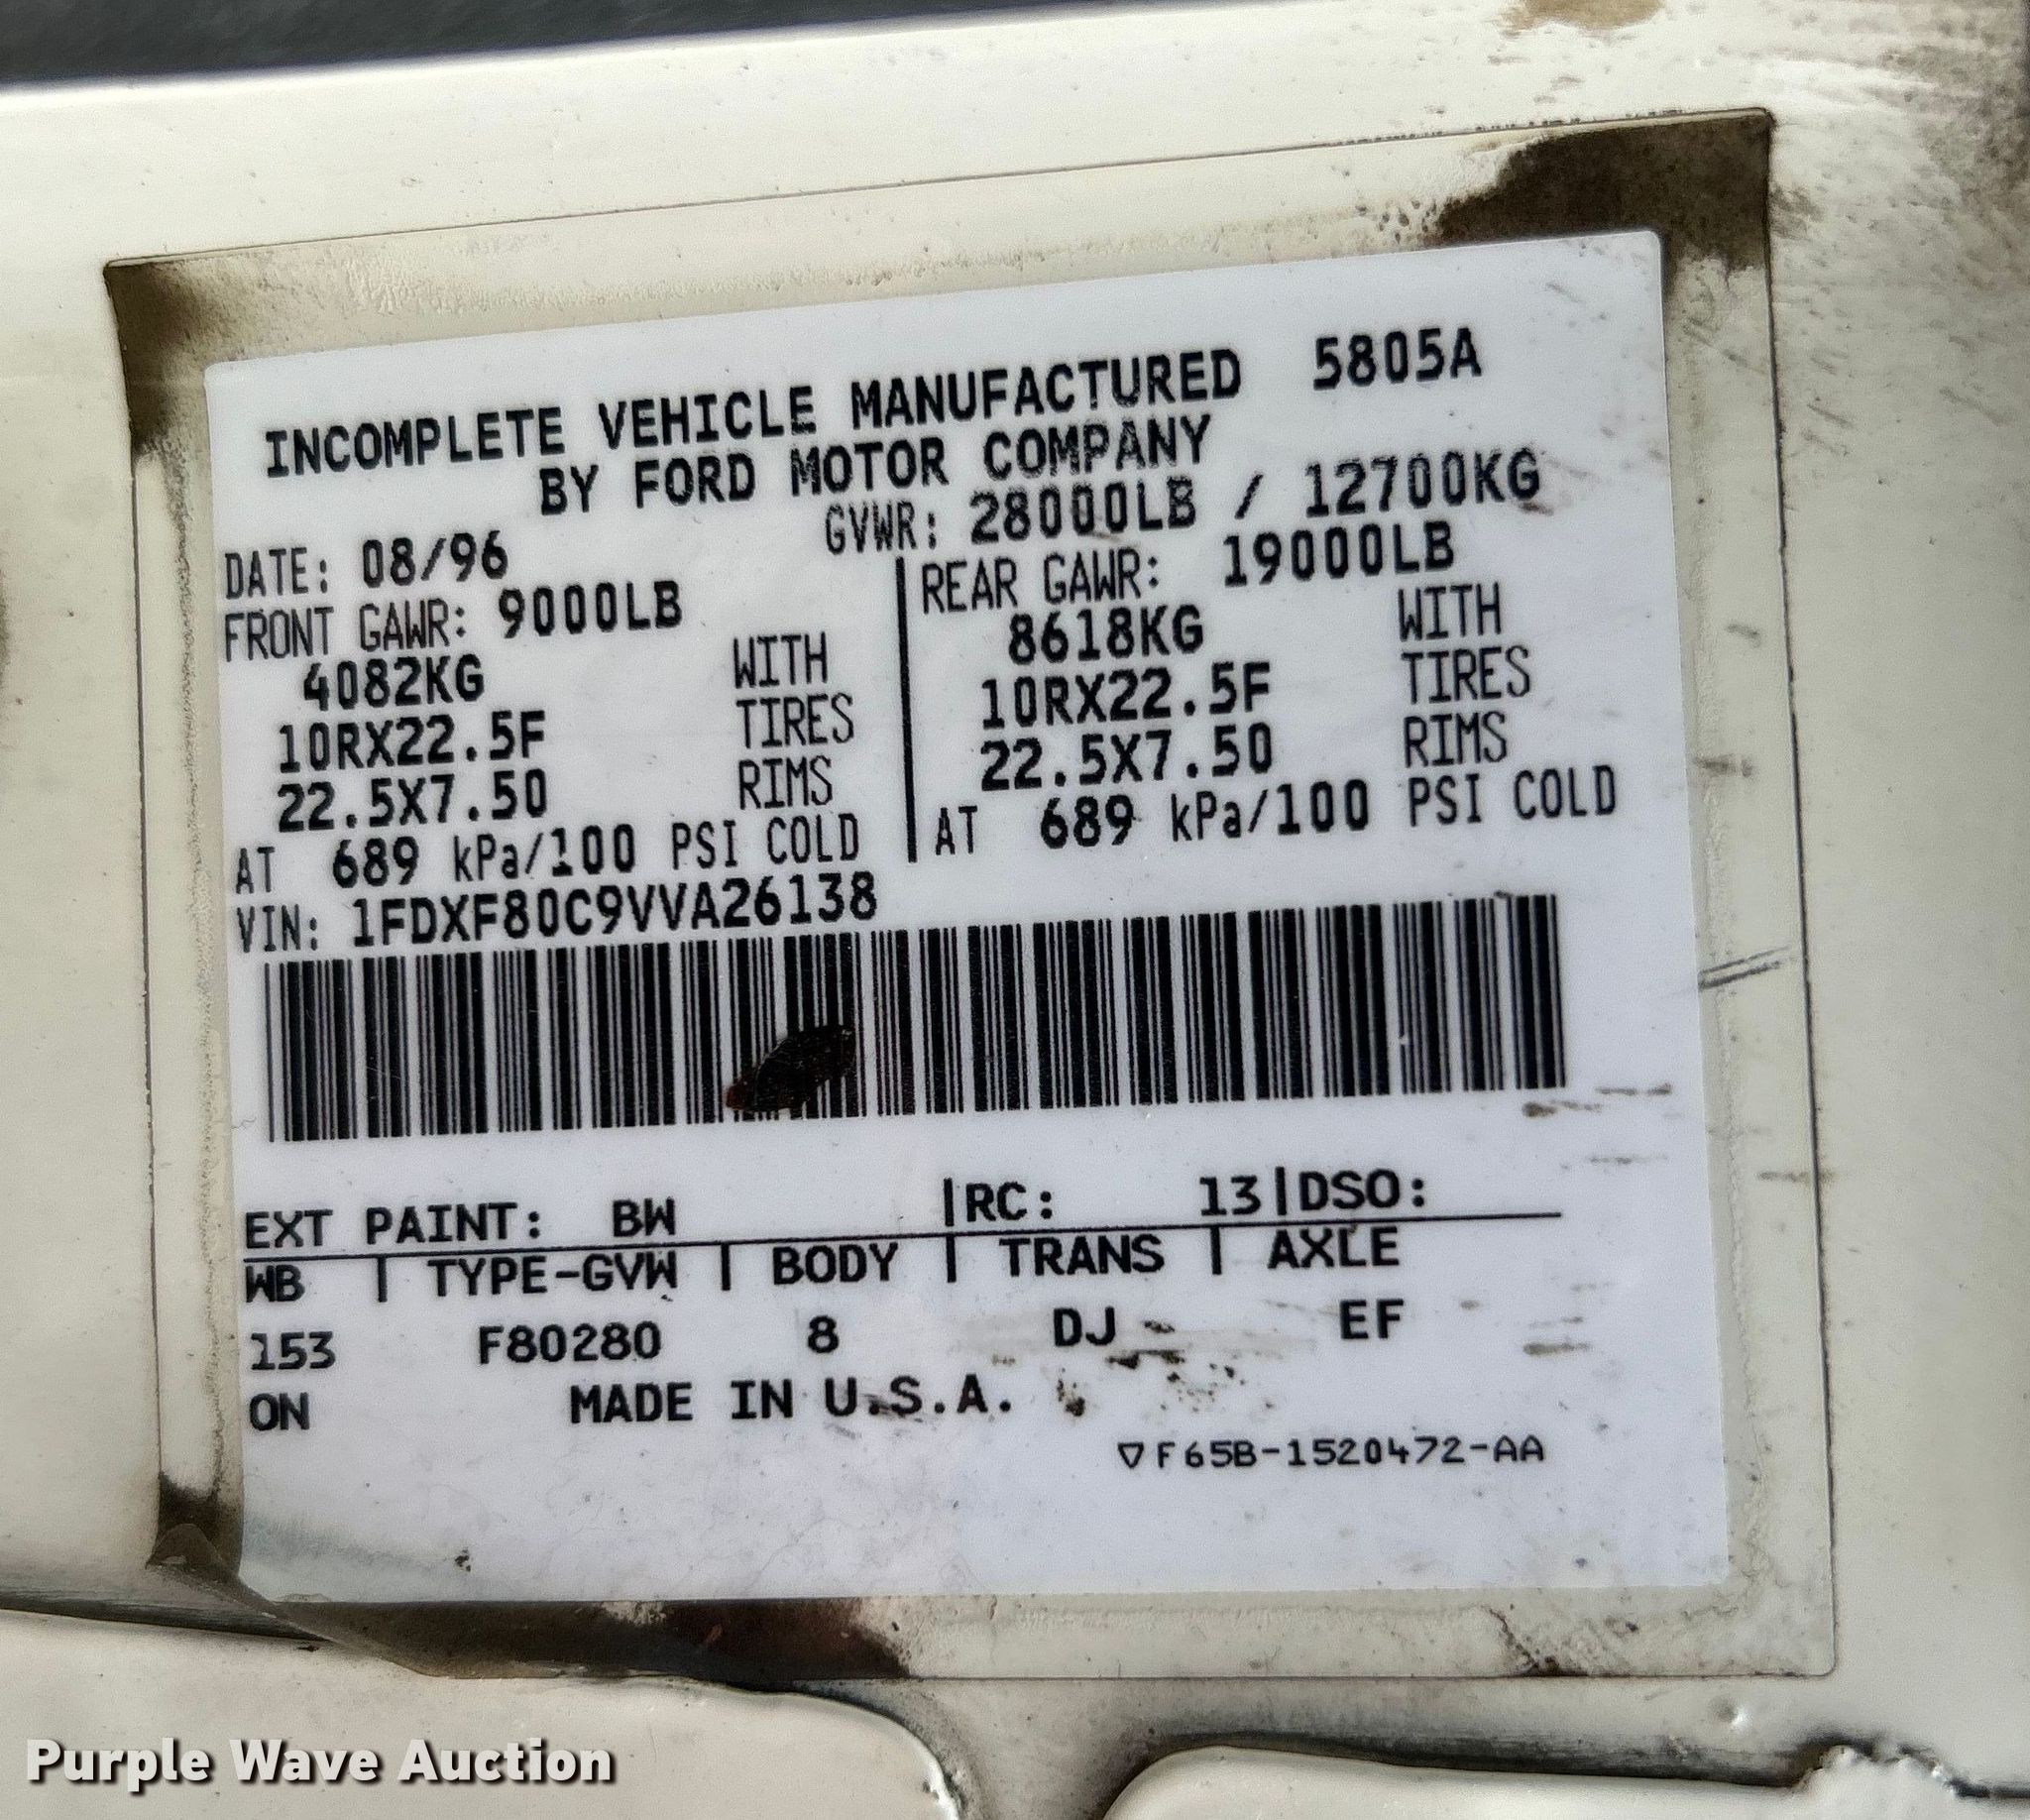 INCOMPLETE VEHICLE MANUFACTURED 5805A
BY FORD MOTOR COMPANY
DATE: 08/96 GVWR: 28000LB / 12700KG
FRONT GAWR: 9000LB
4082KG WITH
10RX22.5F TIRES
22.5X7.50 RIMS
AT 689 kPa/100 PSI COLD
REAR GAWR: 19000LB
8618KG WITH
10RX22.5F TIRES
22.5X7.50 RIMS
AT 689 kPa/100 PSI COLD
VIN: 1FDXF80C9VVA26138
EXT PAINT: BW |RC: 13|DSO:
WB | TYPE-GVW | BODY | TRANS | AXLE
153 F80280 8 DJ EF
ON MADE IN U.S.A.
▽F65B-1520472-AA
Purple Wave Auction